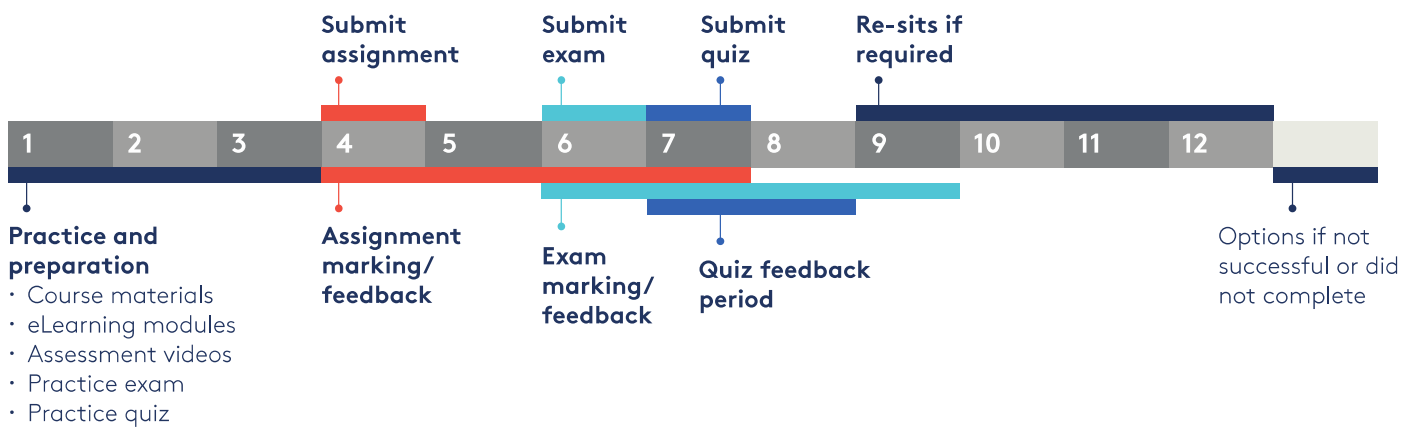 Submit
assignment
Submit
exam
Submit
quiz
Re-sits if
required
1 2 3 4 5 6 7 8 9 10 11 12
Practice and
preparation
· Course materials
· eLearning modules
· Assessment videos
· Practice exam
· Practice quiz
Assignment
marking/
feedback
Exam
marking/
feedback
Quiz feedback
period
Options if not
successful or did
not complete